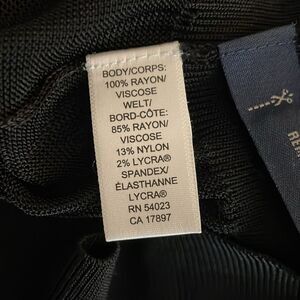 BODY/CORPS:
100% RAYON/
VISCOSE
WELT/
BORD-CÔTE:
85% RAYON/
VISCOSE
13% NYLON
2% LYCRA®
SPANDEX/
ÉLASTHANNE
LYCRA®
RN 54023
CA 17897